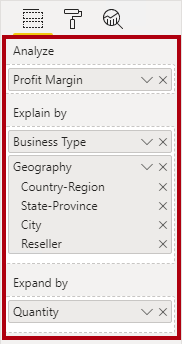 Analyze
Profit Margin
Explain by
Business Type
Geography
Country-Region
State-Province
City
Reseller
Expand by
Quantity